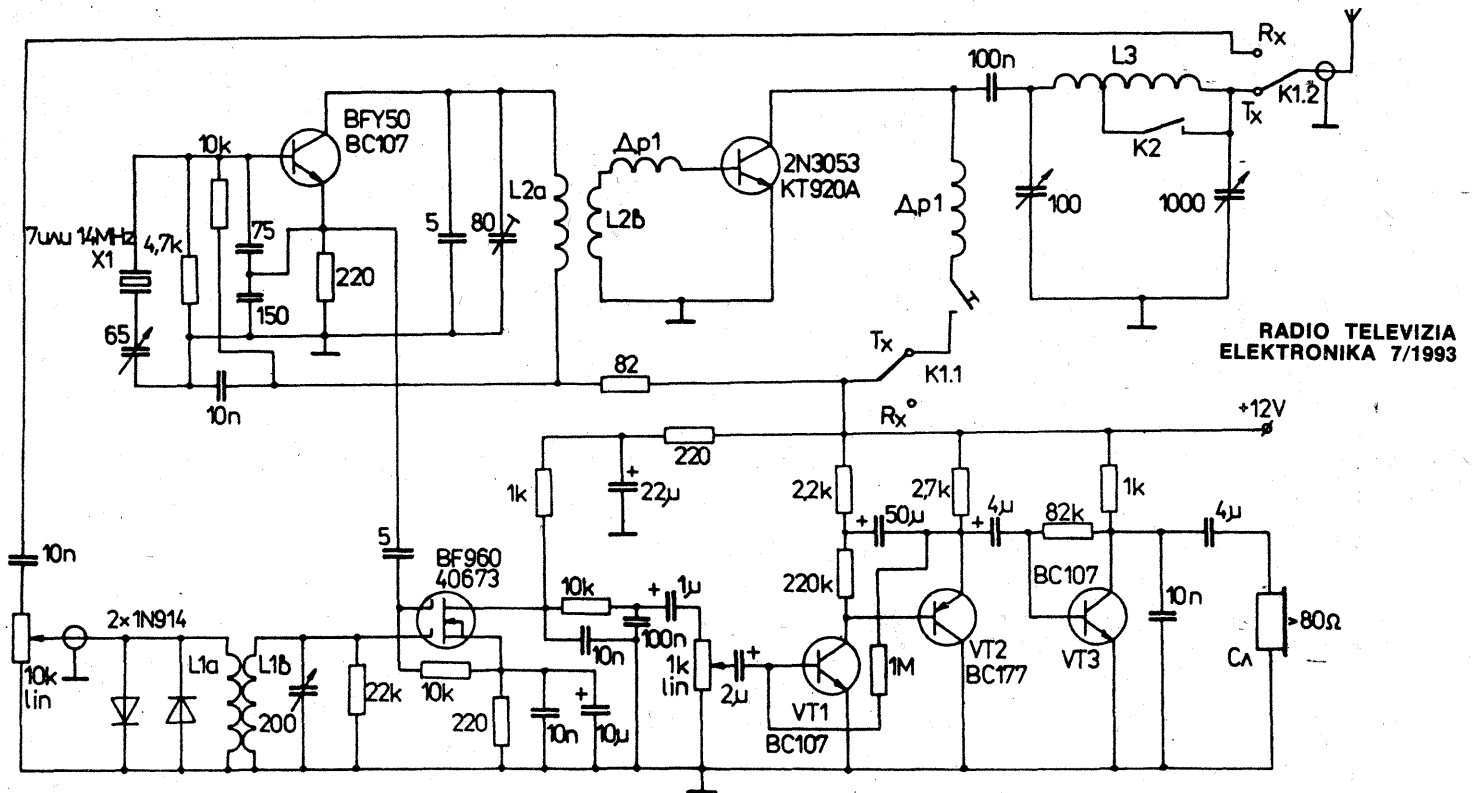 Rx
100n
L3
Tx
K1.2
K2
BFY50
BC107
10k
Др1
2N3053
KT920A
L2a
L2в
5
80
75
220
150
7или 14MHz
X1
4,7k
65
10n
Др1
100
1000
82
Tx
K1.1
Rx
RADIO TELEVIZIA
ELEKTRONIKA 7/1993
+12V
220
1k
+
22μ
2,2k
2,7k
1k
+
50μ
+
4μ
82k
4μ
10n
5
BF960
40673
10k
+
1μ
220k
BC107
10n
>80Ω
Сл
2×1N914
10k
lin
L1a
L1в
200
22k
10k
220
10n
+
10μ
10n
100n
1k
lin
+
2μ
VT1
BC107
1M
VT2
BC177
VT3